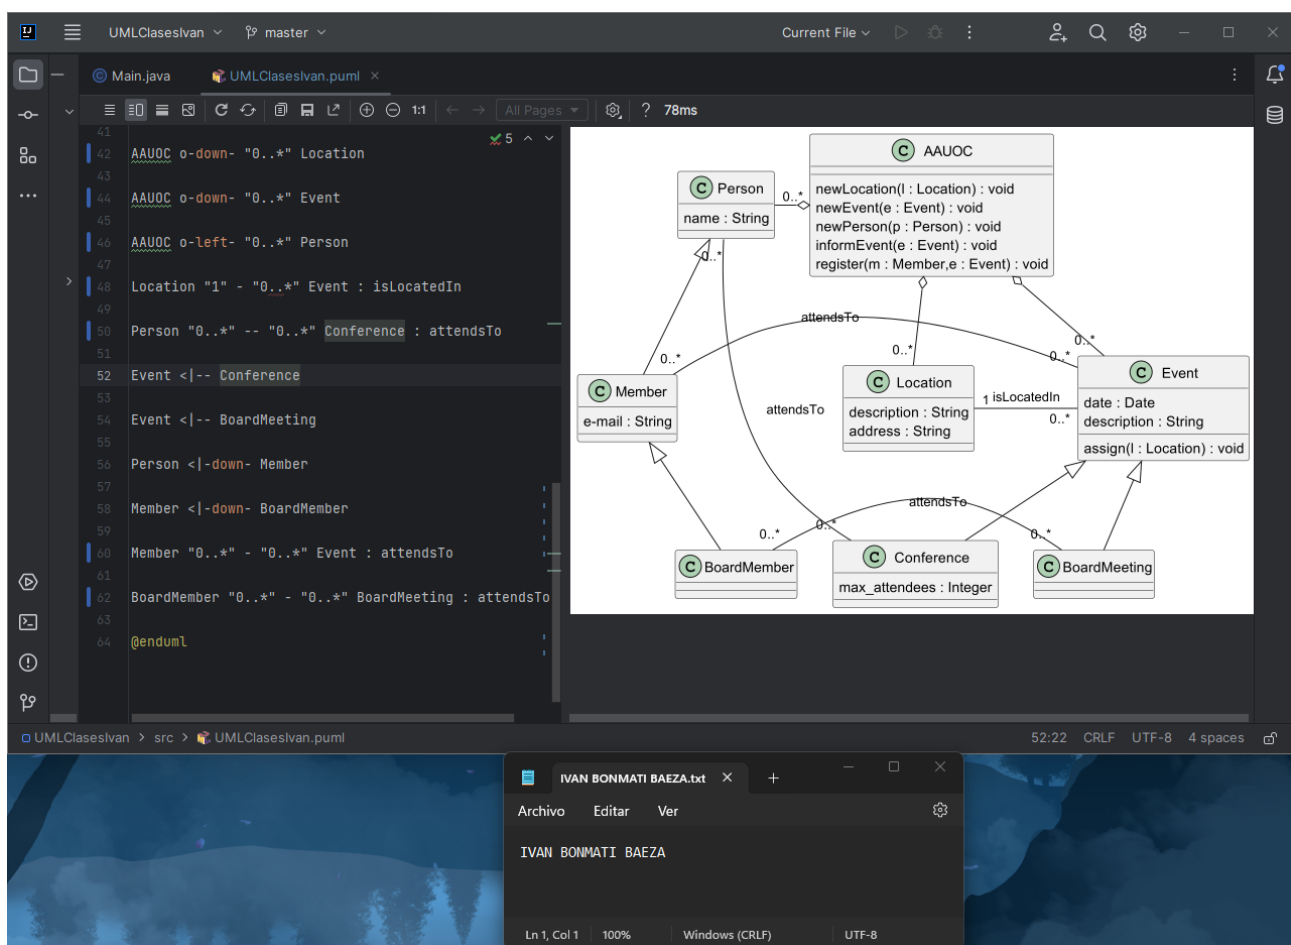 UMLClasesIvan
master
Current File
Main.java
UMLClasesIvan.puml
1:1
All Pages
?
78ms
5
41
42 AAUOC o-down- "0..*" Location
43
44 AAUOC o-down- "0..*" Event
45
46 AAUOC o-left- "0..*" Person
47
48 Location "1" - "0..*" Event : isLocatedIn
49
50 Person "0..*" -- "0..*" Conference : attendsTo
51
52 Event <|-- Conference
53
54 Event <|-- BoardMeeting
55
56 Person <|-down- Member
57
58 Member <|-down- BoardMember
59
60 Member "0..*" - "0..*" Event : attendsTo
61
62 BoardMember "0..*" - "0..*" BoardMeeting : attendsTo
63
64 @enduml
C AAUOC
newLocation(l : Location) : void
newEvent(e : Event) : void
newPerson(p : Person) : void
informEvent(e : Event) : void
register(m : Member,e : Event) : void
C Person
name : String
0..*
0..*
attendsTo
0..*
0..*
0..*
0..*
C Member
e-mail : String
attendsTo
C Location
description : String
address : String
1 isLocatedIn
0..*
C Event
date : Date
description : String
assign(l : Location) : void
attendsTo
0..*
0..*
0..*
C BoardMember
C Conference
max_attendees : Integer
C BoardMeeting
UMLClasesIvan > src > UMLClasesIvan.puml
52:22 CRLF UTF-8 4 spaces
IVAN BONMATI BAEZA.txt
Archivo Editar Ver
IVAN BONMATI BAEZA
Ln 1, Col 1 100% Windows (CRLF) UTF-8